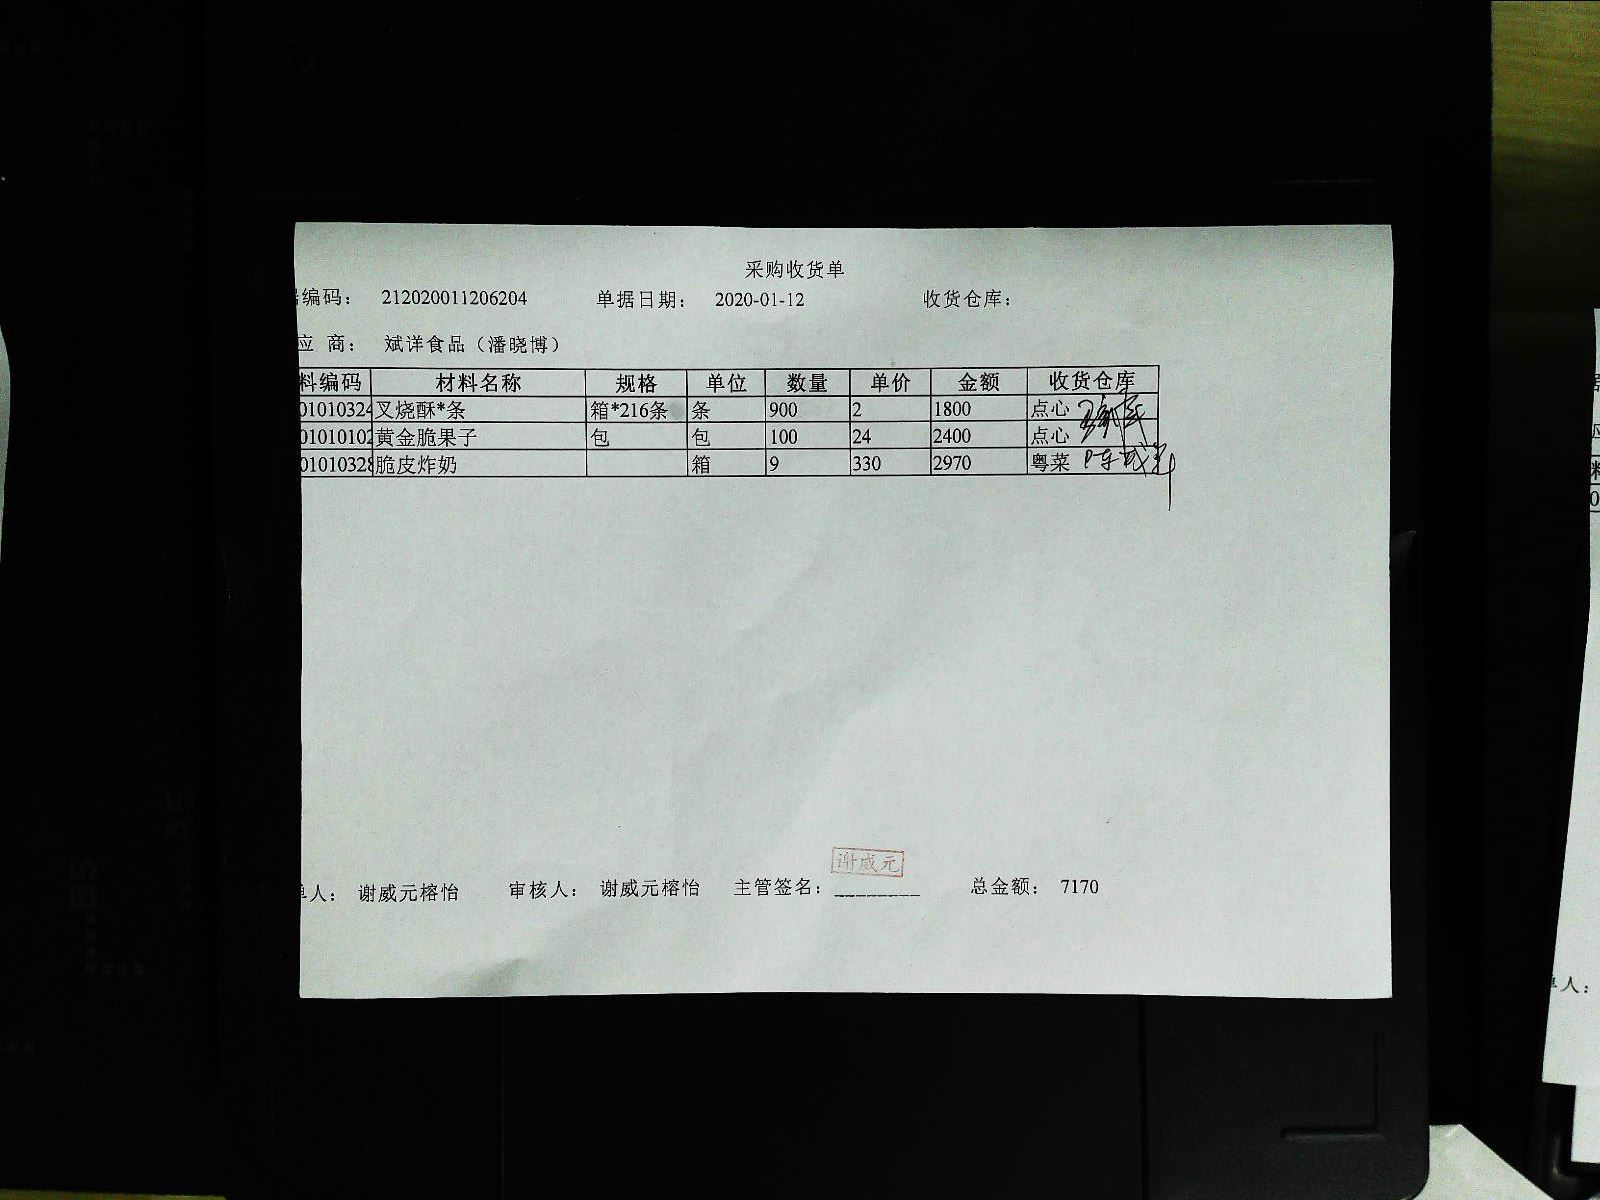 采购收货单
编码： 212020011206204 单据日期： 2020-01-12 收货仓库：
应 商： 斌洋食品（潘晓博）
料编码 材料名称 规格 单位 数量 单价 金额 收货仓库
01010324 叉烧酥*条 箱*216条 条 900 2 1800 点心
01010102 黄金脆果子 包 包 100 24 2400 点心
01010328 脆皮炸奶 箱 9 330 2970 粤菜
谢威元
单人： 谢威元榕怡 审核人： 谢威元榕怡 主管签名： ________ 总金额： 7170